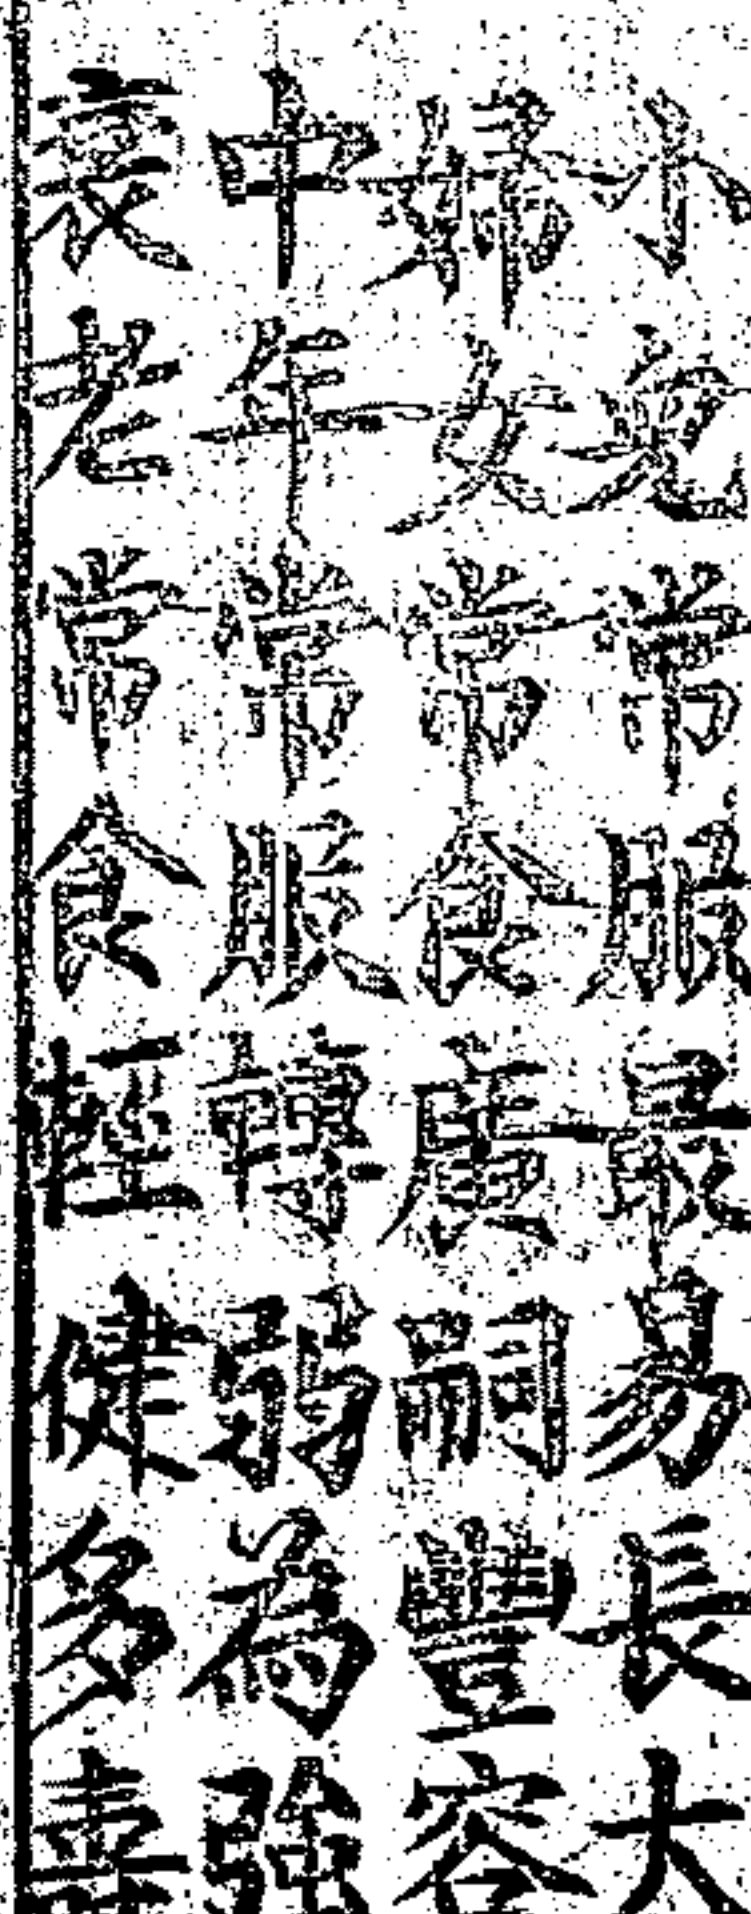 小兒常服最易長大
婦女常食廣嗣豐容
中年常服轉弱為強
衰老常食輕健多壽